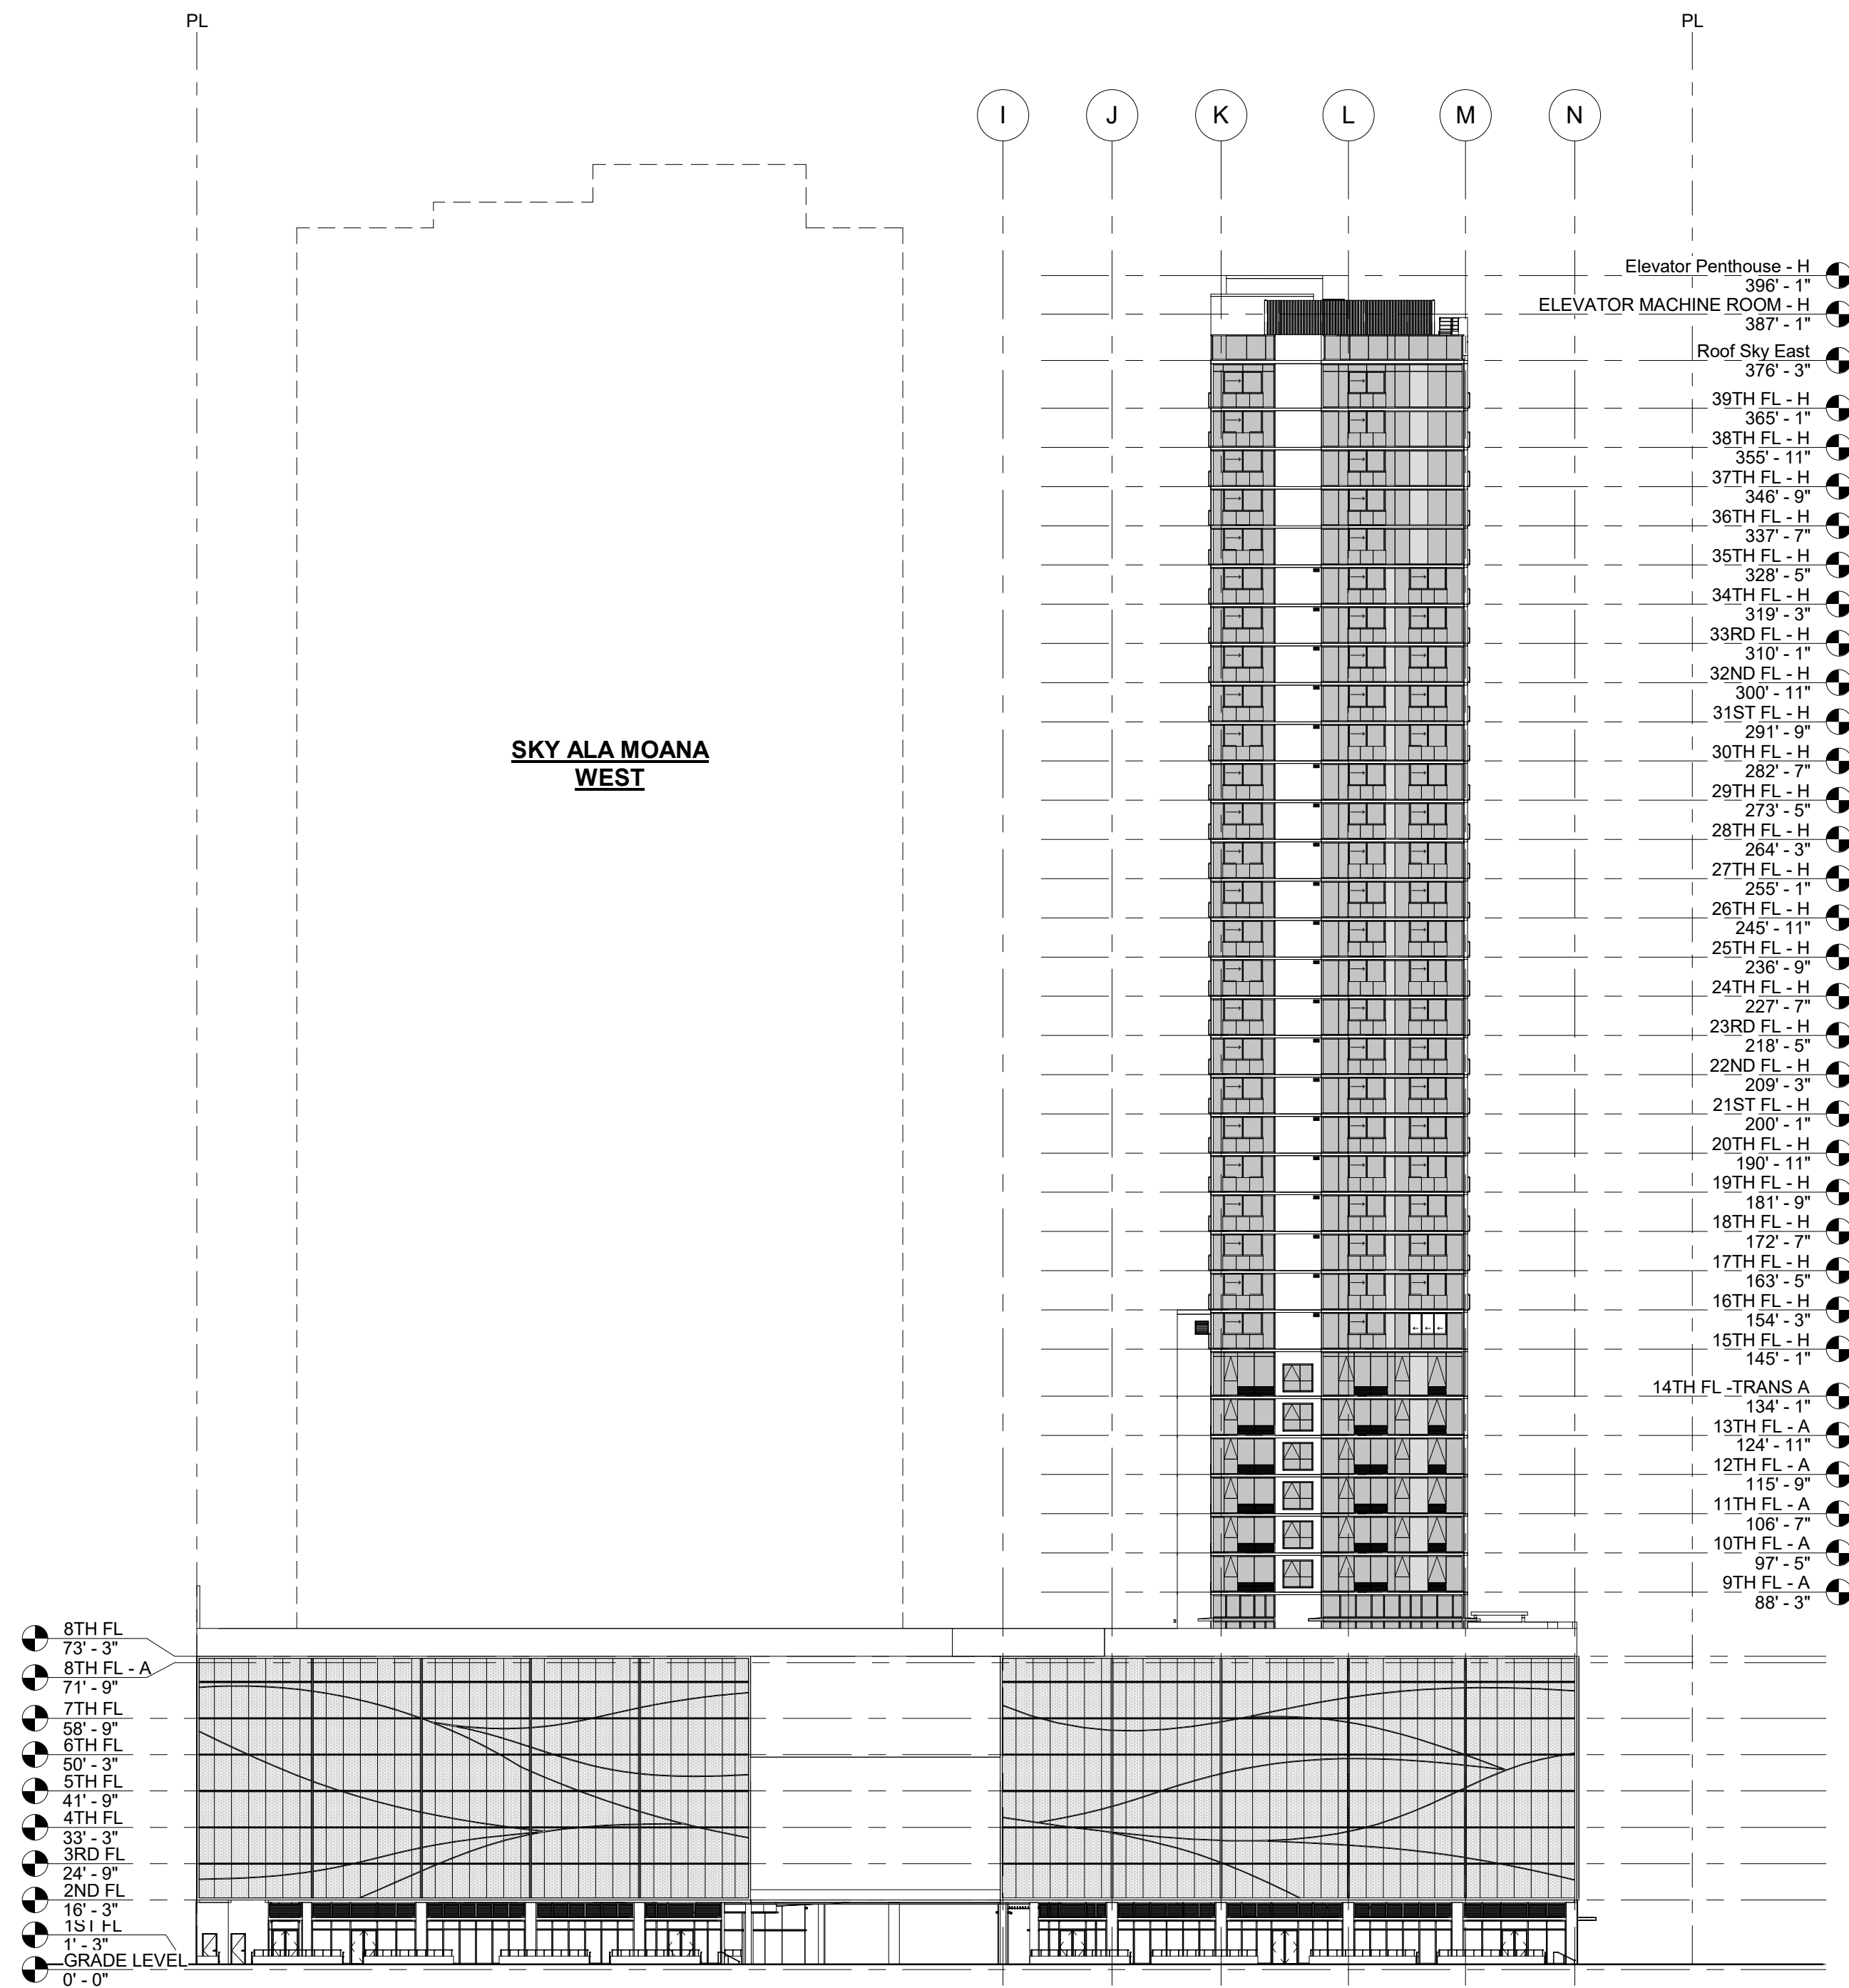 PL
PL
I
J
K
L
M
N
Elevator Penthouse - H
396' - 1"
ELEVATOR MACHINE ROOM - H
387' - 1"
Roof Sky East
376' - 3"
39TH FL - H
365' - 1"
38TH FL - H
355' - 11"
37TH FL - H
346' - 9"
36TH FL - H
337' - 7"
35TH FL - H
328' - 5"
34TH FL - H
319' - 3"
33RD FL - H
310' - 1"
32ND FL - H
300' - 11"
31ST FL - H
291' - 9"
30TH FL - H
282' - 7"
29TH FL - H
273' - 5"
28TH FL - H
264' - 3"
27TH FL - H
255' - 1"
26TH FL - H
245' - 11"
25TH FL - H
236' - 9"
24TH FL - H
227' - 7"
23RD FL - H
218' - 5"
22ND FL - H
209' - 3"
21ST FL - H
200' - 1"
20TH FL - H
190' - 11"
19TH FL - H
181' - 9"
18TH FL - H
172' - 7"
17TH FL - H
163' - 5"
16TH FL - H
154' - 3"
15TH FL - H
145' - 1"
14TH FL -TRANS A
134' - 1"
13TH FL - A
124' - 11"
12TH FL - A
115' - 9"
11TH FL - A
106' - 7"
10TH FL - A
97' - 5"
9TH FL - A
88' - 3"
SKY ALA MOANA
WEST
8TH FL
73' - 3"
8TH FL - A
71' - 9"
7TH FL
58' - 9"
6TH FL
50' - 3"
5TH FL
41' - 9"
4TH FL
33' - 3"
3RD FL
24' - 9"
2ND FL
16' - 3"
1ST FL
1' - 3"
GRADE LEVEL
0' - 0"